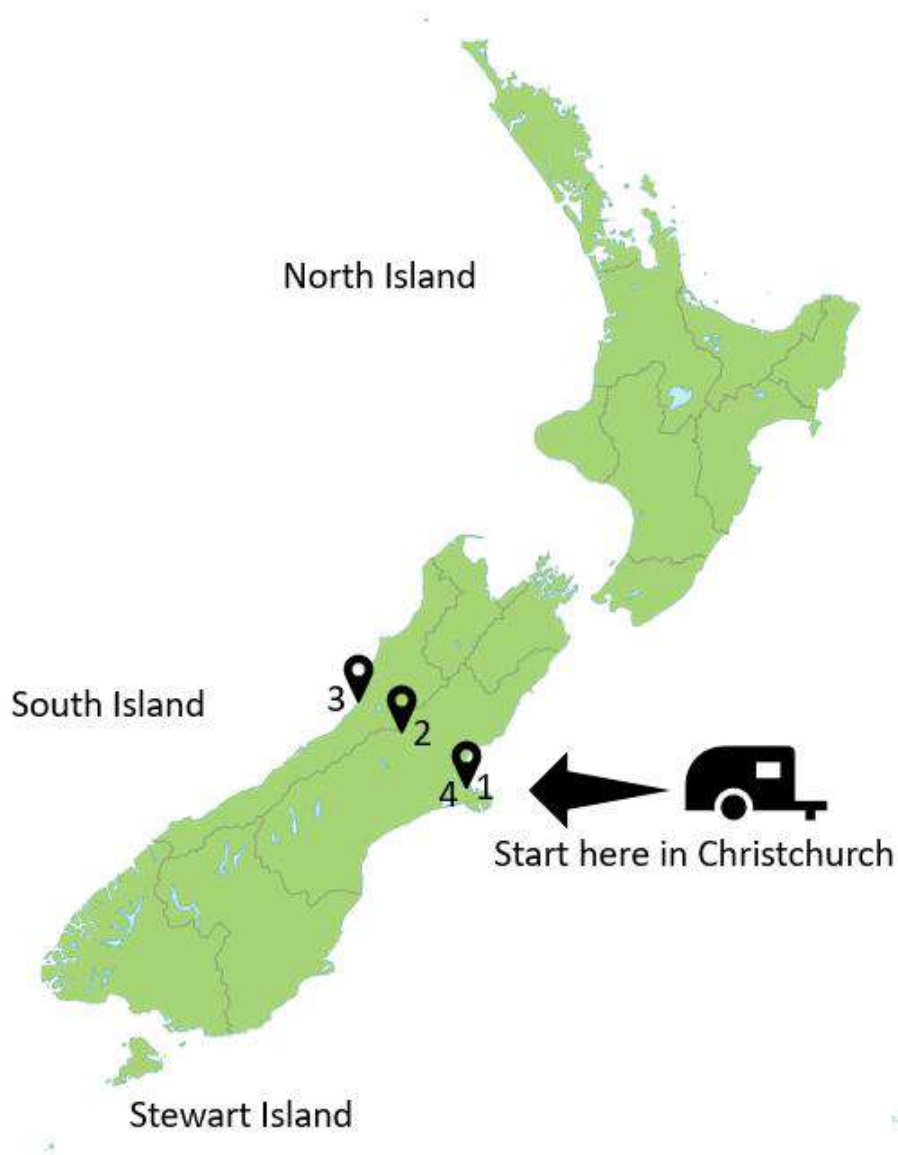 North Island
South Island
3
2
4
1
Start here in Christchurch
Stewart Island